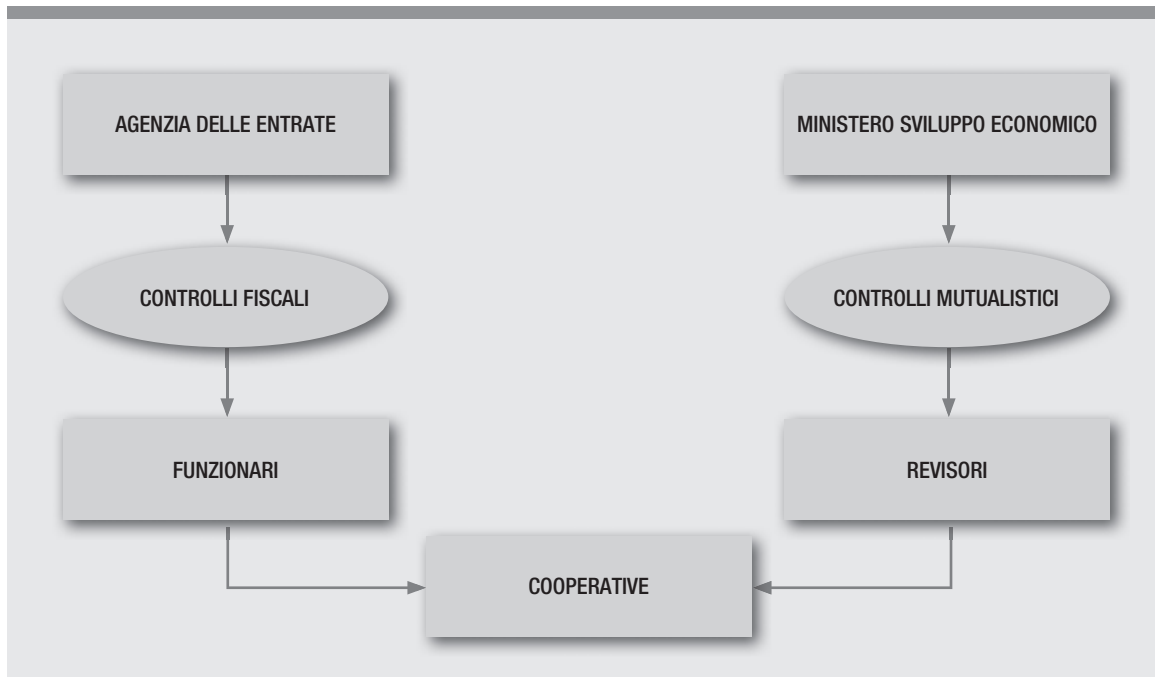 AGENZIA DELLE ENTRATE
MINISTERO SVILUPPO ECONOMICO
CONTROLLI FISCALI
CONTROLLI MUTUALISTICI
FUNZIONARI
REVISORI
COOPERATIVE